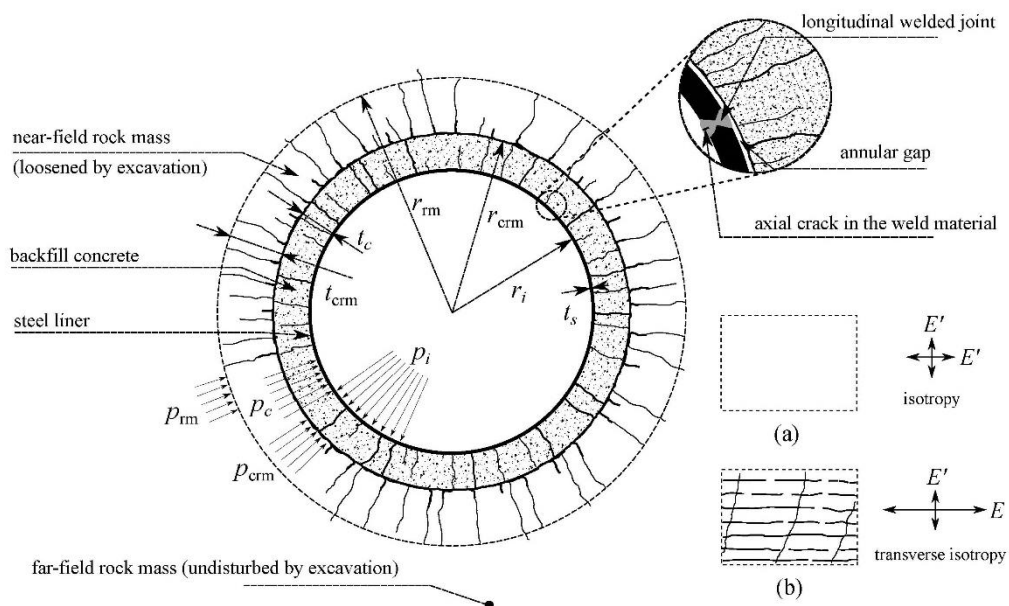 longitudinal welded joint
near-field rock mass
(loosened by excavation)
annular gap
r_rm
r_crm
axial crack in the weld material
t_c
backfill concrete
t_crm
r_i
t_s
steel liner
E'
E'
isotropy
p_i
(a)
p_rm
p_c
p_crm
E'
E
transverse isotropy
(b)
far-field rock mass (undisturbed by excavation)